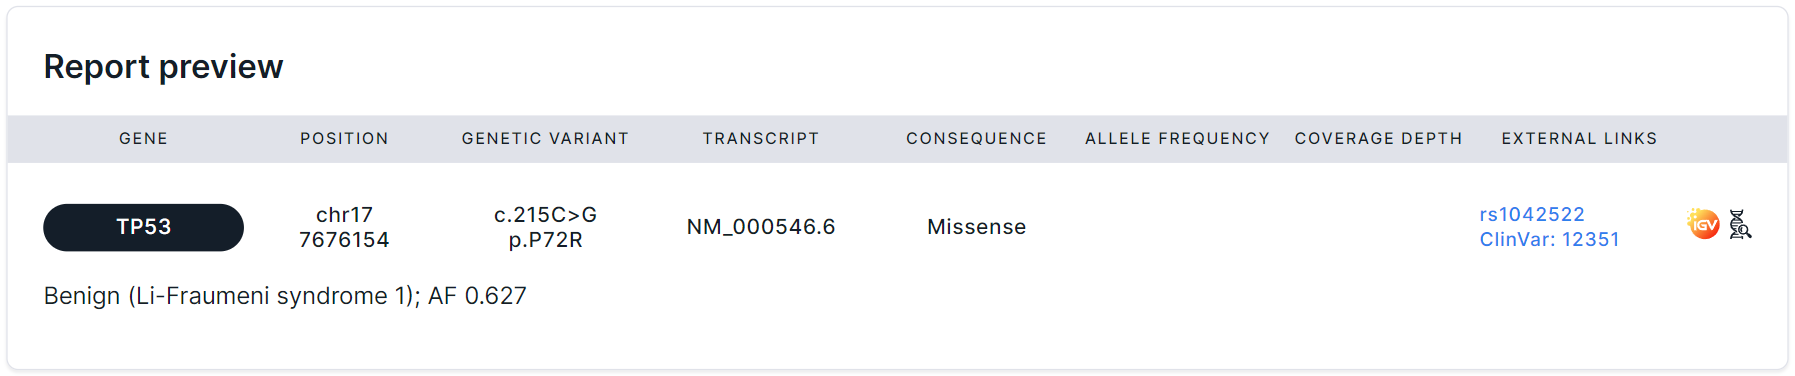 Report preview
GENE POSITION GENETIC VARIANT TRANSCRIPT CONSEQUENCE ALLELE FREQUENCY COVERAGE DEPTH EXTERNAL LINKS
TP53
chr17
7676154
c.215C>G
p.P72R
NM_000546.6
Missense
rs1042522
ClinVar: 12351
IGV
Benign (Li-Fraumeni syndrome 1); AF 0.627